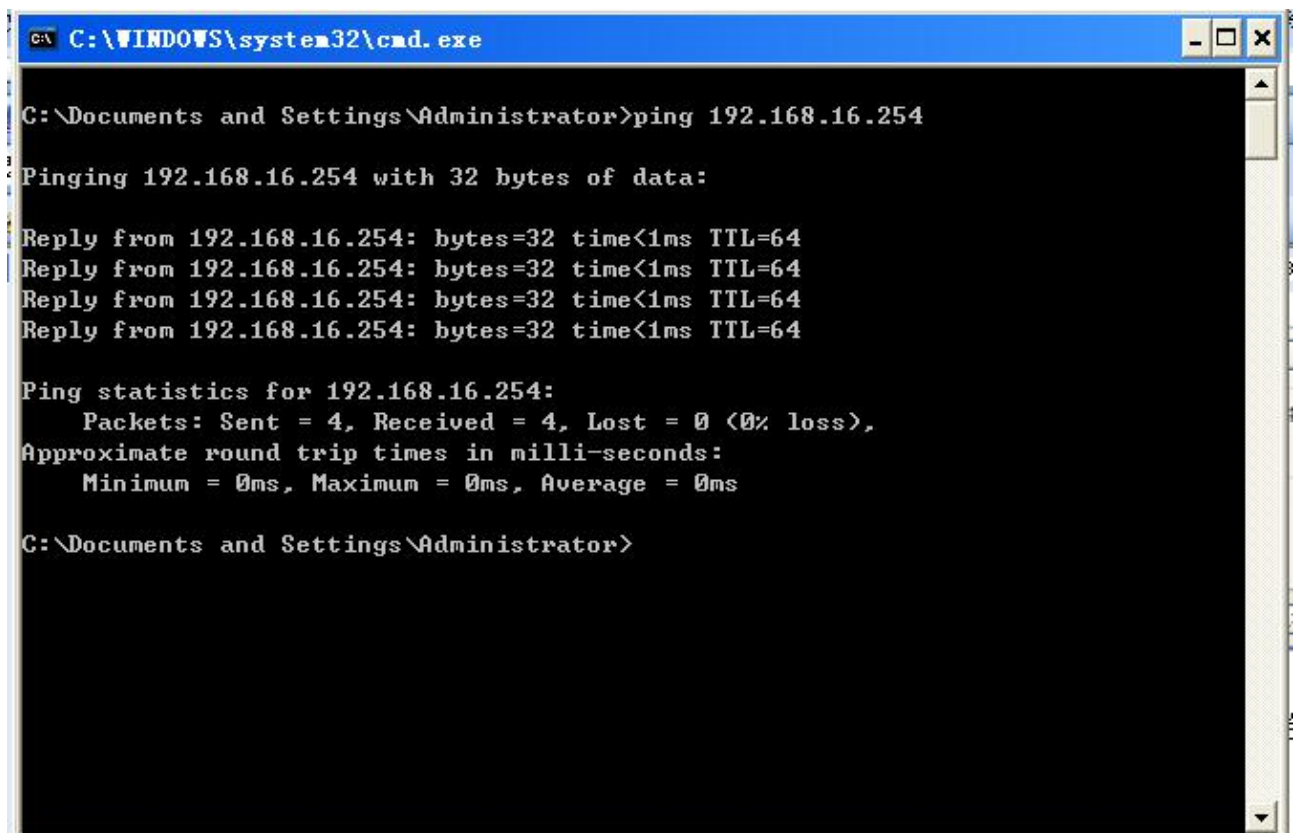 C:\WINDOWS\system32\cmd.exe
C:\Documents and Settings\Administrator>ping 192.168.16.254
Pinging 192.168.16.254 with 32 bytes of data:
Reply from 192.168.16.254: bytes=32 time<1ms TTL=64
Reply from 192.168.16.254: bytes=32 time<1ms TTL=64
Reply from 192.168.16.254: bytes=32 time<1ms TTL=64
Reply from 192.168.16.254: bytes=32 time<1ms TTL=64
Ping statistics for 192.168.16.254:
    Packets: Sent = 4, Received = 4, Lost = 0 (0% loss),
Approximate round trip times in milli-seconds:
    Minimum = 0ms, Maximum = 0ms, Average = 0ms
C:\Documents and Settings\Administrator>